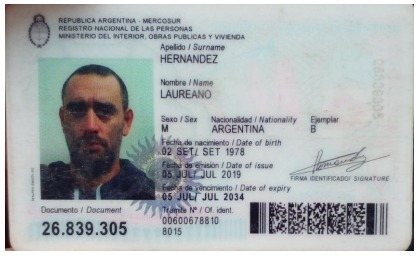 REPUBLICA ARGENTINA - MERCOSUR
REGISTRO NACIONAL DE LAS PERSONAS
MINISTERIO DEL INTERIOR, OBRAS PUBLICAS Y VIVIENDA
Apellido / Surname
HERNANDEZ
Nombre / Name
LAUREANO
Sexo / Sex Nacionalidad / Nationality Ejemplar
M ARGENTINA B
Fecha de nacimiento / Date of birth
02 SET/ SET 1978
Fecha de emisión / Date of issue
05 JUL/ JUL 2019
Fecha de vencimiento / Date of expiry
05 JUL/ JUL 2034
FIRMA IDENTIFICADO/ SIGNATURE
Documento / Document
26.839.305
Trámite Nº / Of. ident.
00600678810
8015